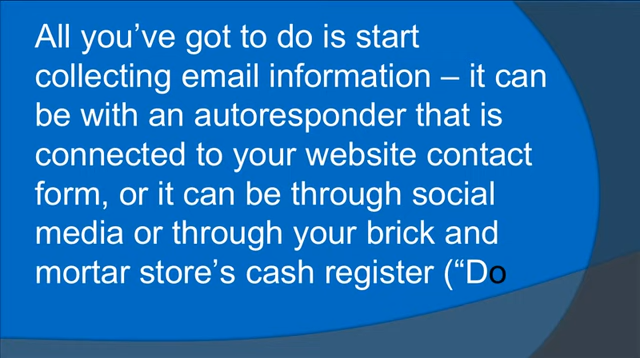 All you’ve got to do is start
collecting email information – it can
be with an autoresponder that is
connected to your website contact
form, or it can be through social
media or through your brick and
mortar store’s cash register (“Do